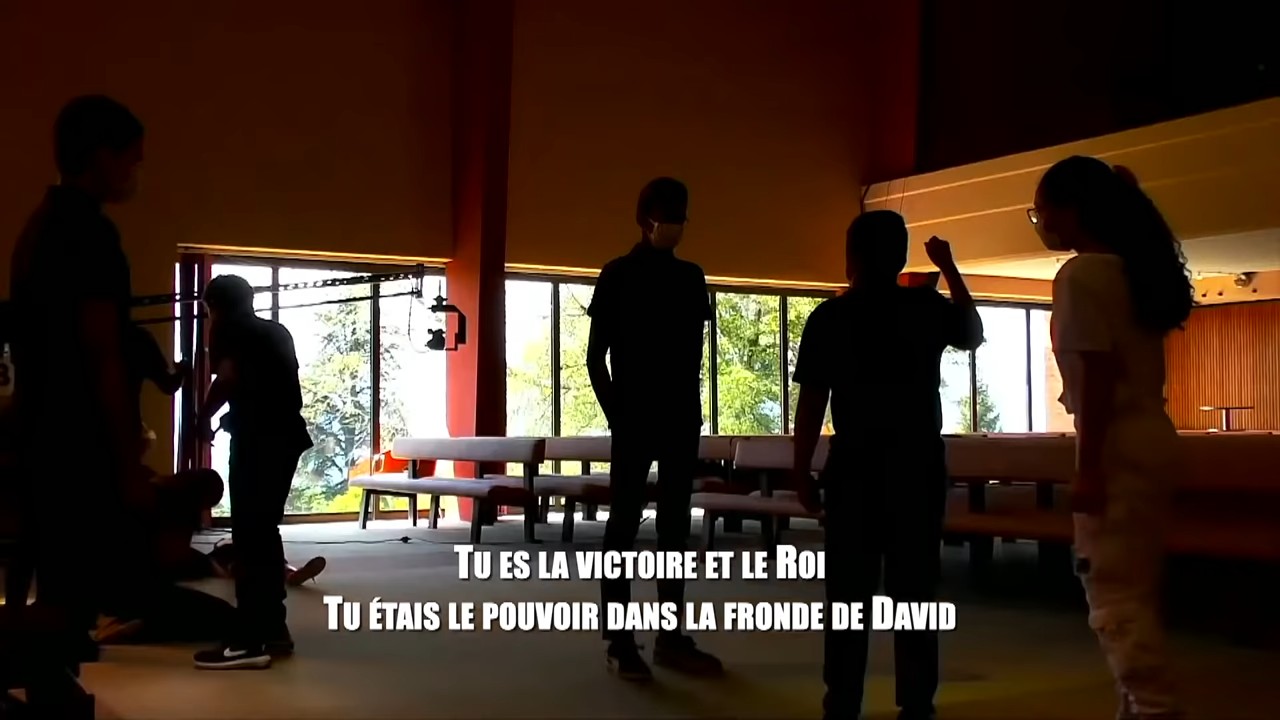 Tu es la victoire et le Roi
Tu étais le pouvoir dans la fronde de David